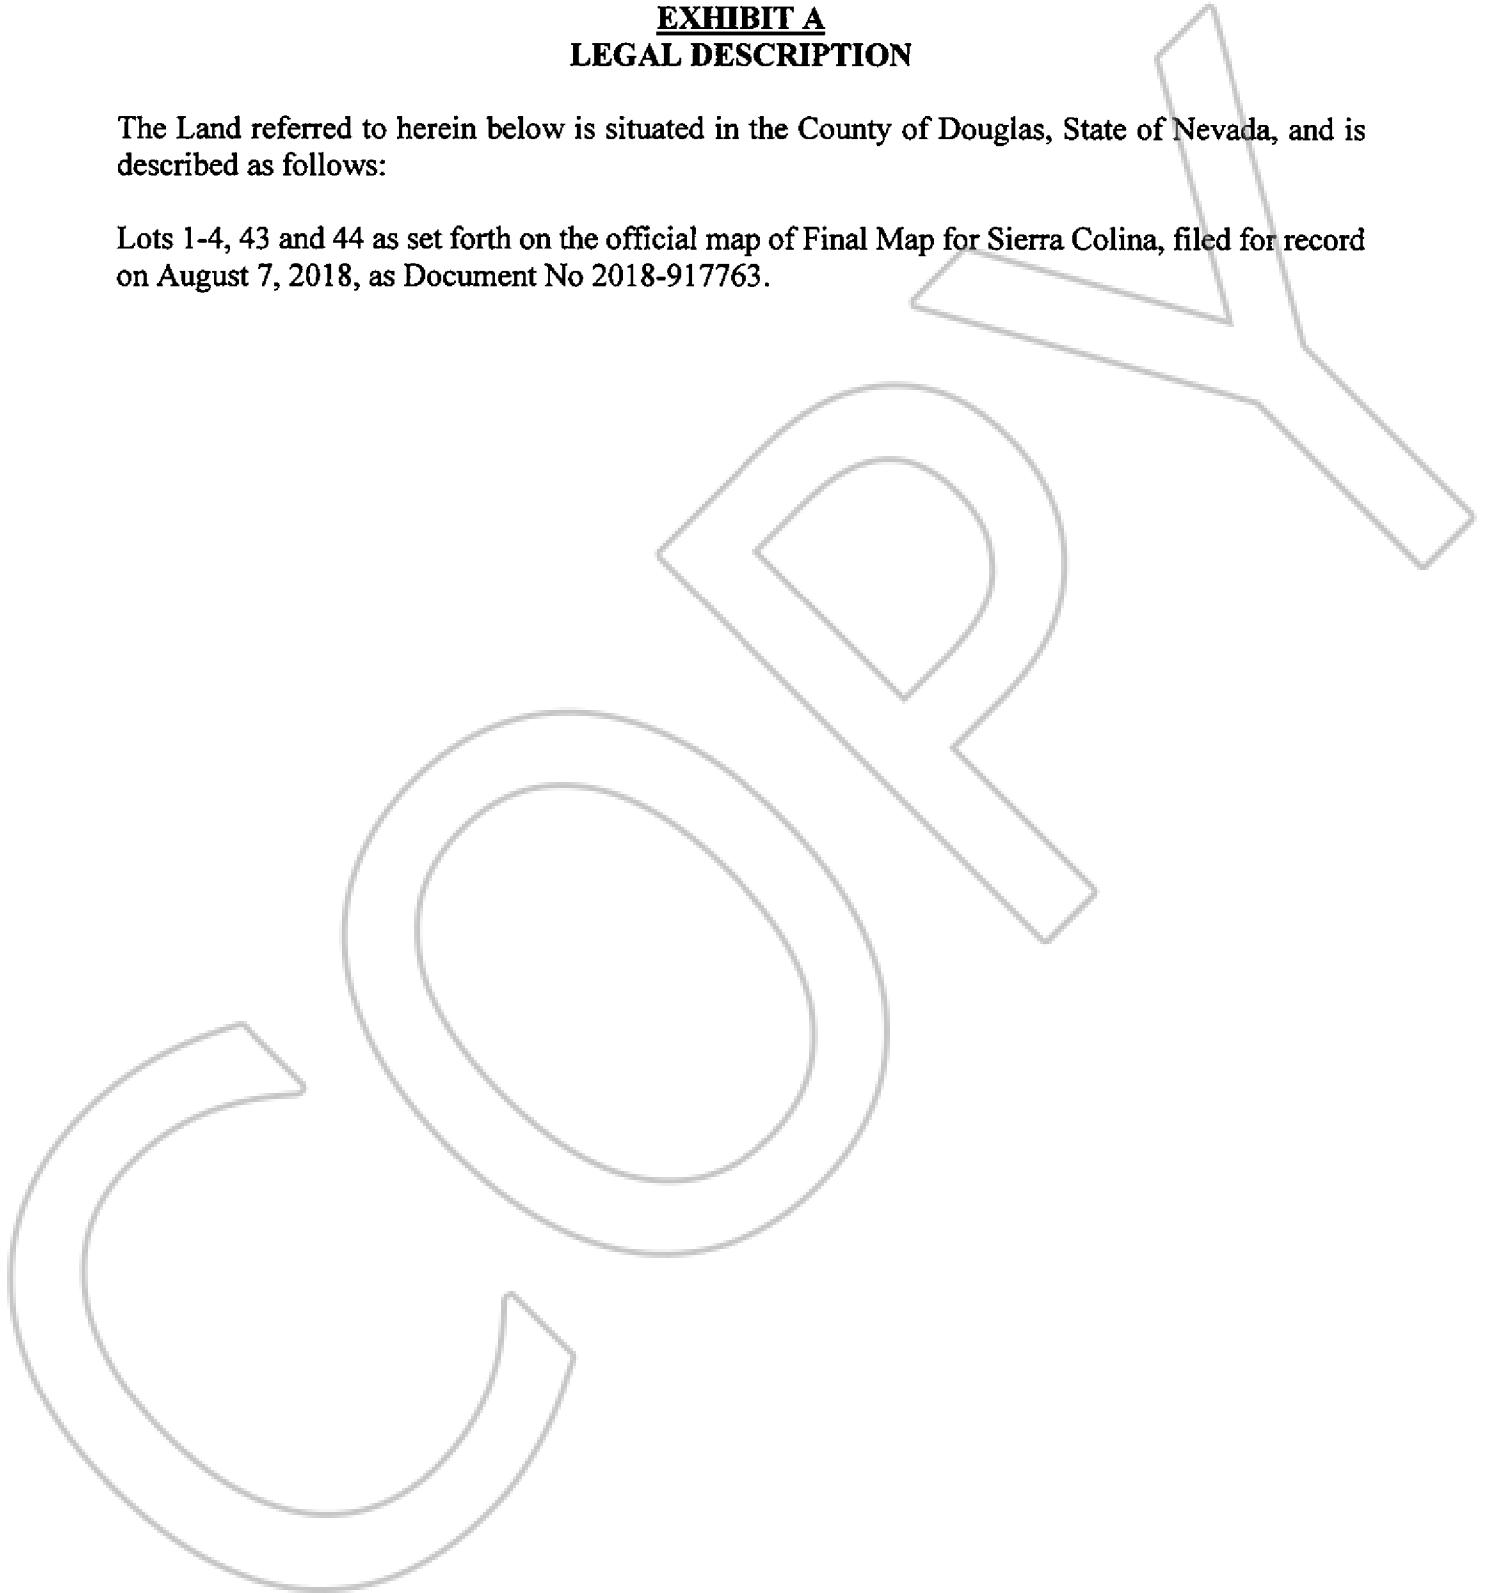 EXHIBIT A
LEGAL DESCRIPTION
The Land referred to herein below is situated in the County of Douglas, State of Nevada, and is
described as follows:
Lots 1-4, 43 and 44 as set forth on the official map of Final Map for Sierra Colina, filed for record
on August 7, 2018, as Document No 2018-917763.
COPY